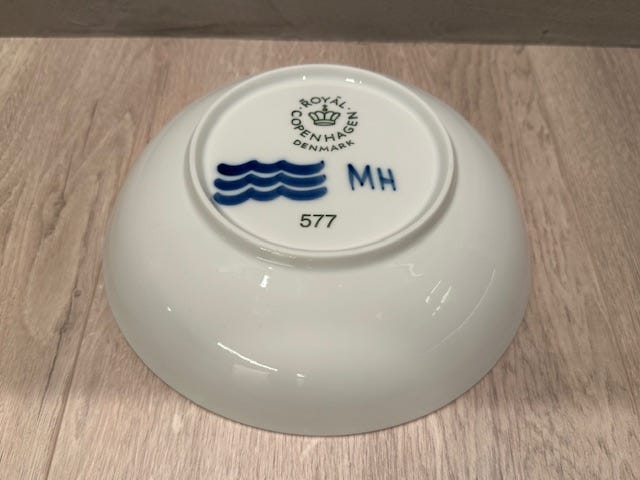 ROYAL
COPENHAGEN
DENMARK
MH
577